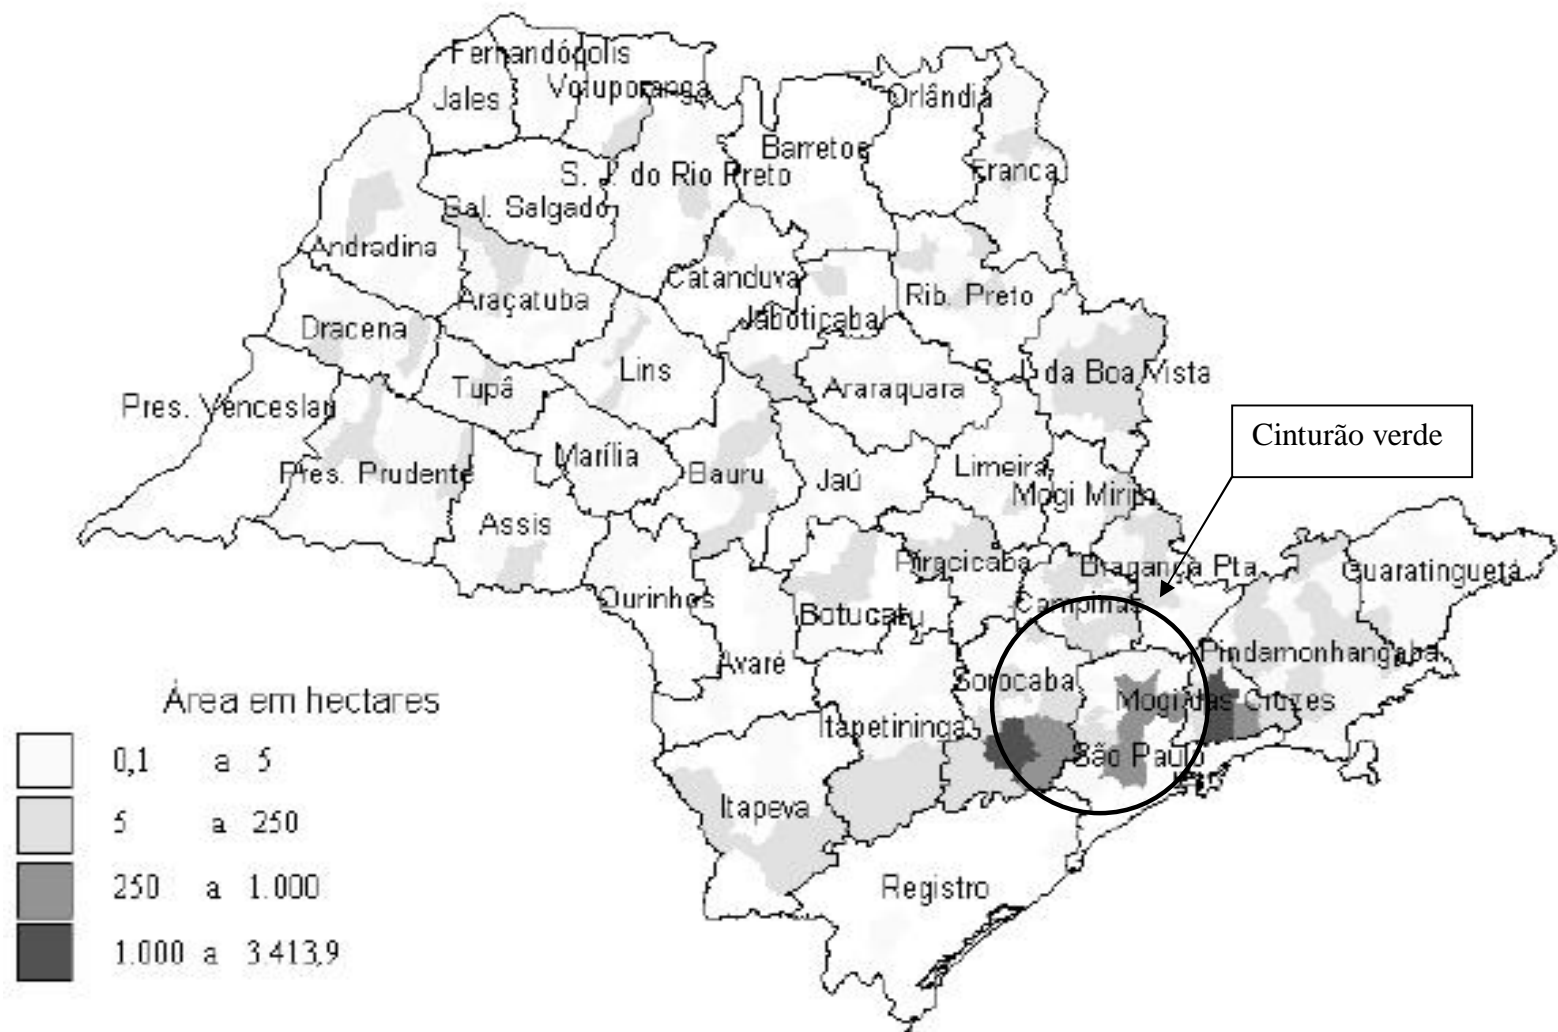 Fernandópolis
Votuporanga
Jales
Orlândia
Barretos
S. J. do Rio Preto
Franca
Gal. Salgado
Andradina
Catanduva
Araçatuba
Rib. Preto
Jaboticabal
Dracena
Lins
S. J. da Boa Vista
Tupã
Araraquara
Pres. Venceslau
Cinturão verde
Marília
Pres. Prudente
Bauru
Jaú
Limeira
Mogi Mirim
Assis
Piracicaba
Bragança Pta.
Guaratinguetá
Ourinhos
Botucatu
Campinas
Avaré
Pindamonhangaba
Sorocaba
Mogi das Cruzes
Itapetininga
São Paulo
Itapeva
Registro
Área em hectares
0,1 a 5
5 a 250
250 a 1.000
1.000 a 3.413,9